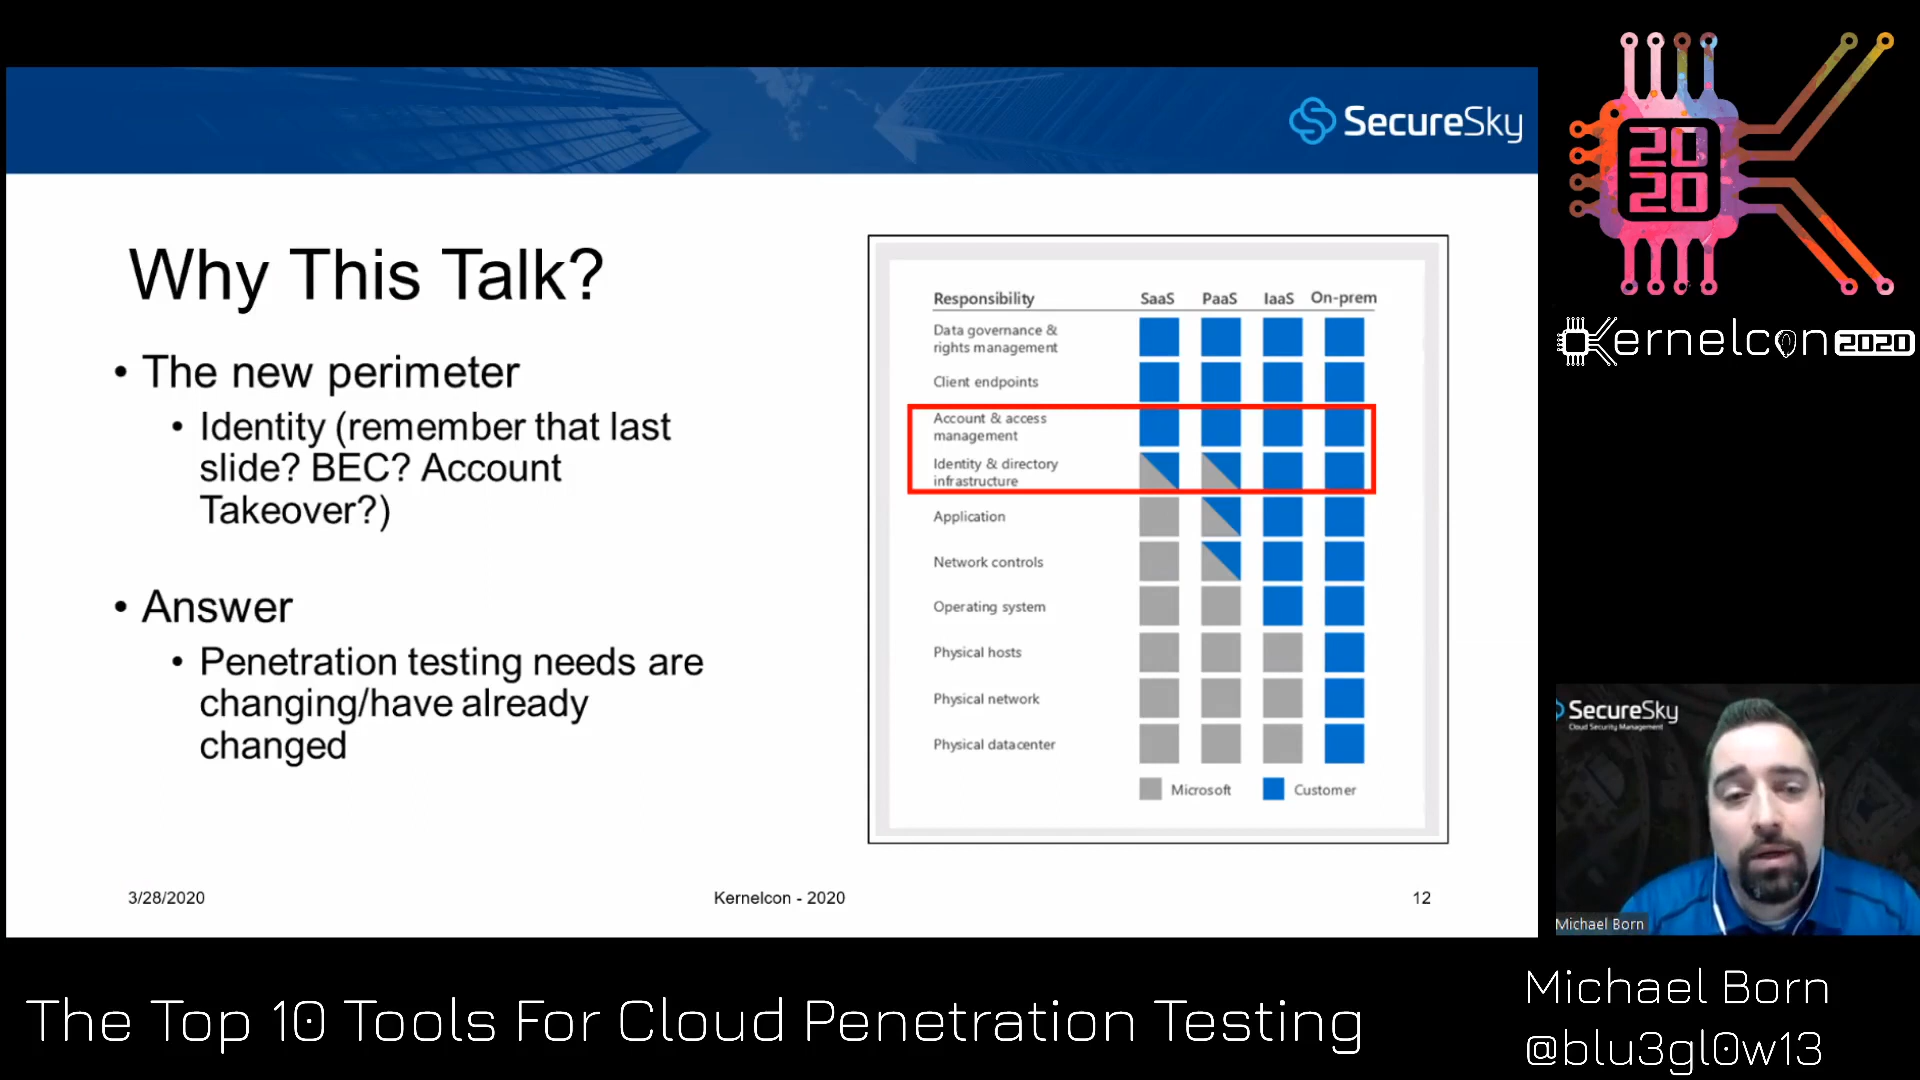 SecureSky
Why This Talk?
• The new perimeter
• Identity (remember that last
slide? BEC? Account
Takeover?)
• Answer
• Penetration testing needs are
changing/have already
changed
Responsibility SaaS PaaS IaaS On-prem
Data governance &
rights management
Client endpoints
Account & access
management
Identity & directory
infrastructure
Application
Network controls
Operating system
Physical hosts
Physical network
Physical datacenter
Microsoft Customer
3/28/2020 Kernelcon - 2020 12
20
20
Kernelcon 2020
SecureSky
Cloud Security Management
Michael Born
The Top 10 Tools For Cloud Penetration Testing
Michael Born
@blu3gl0w13